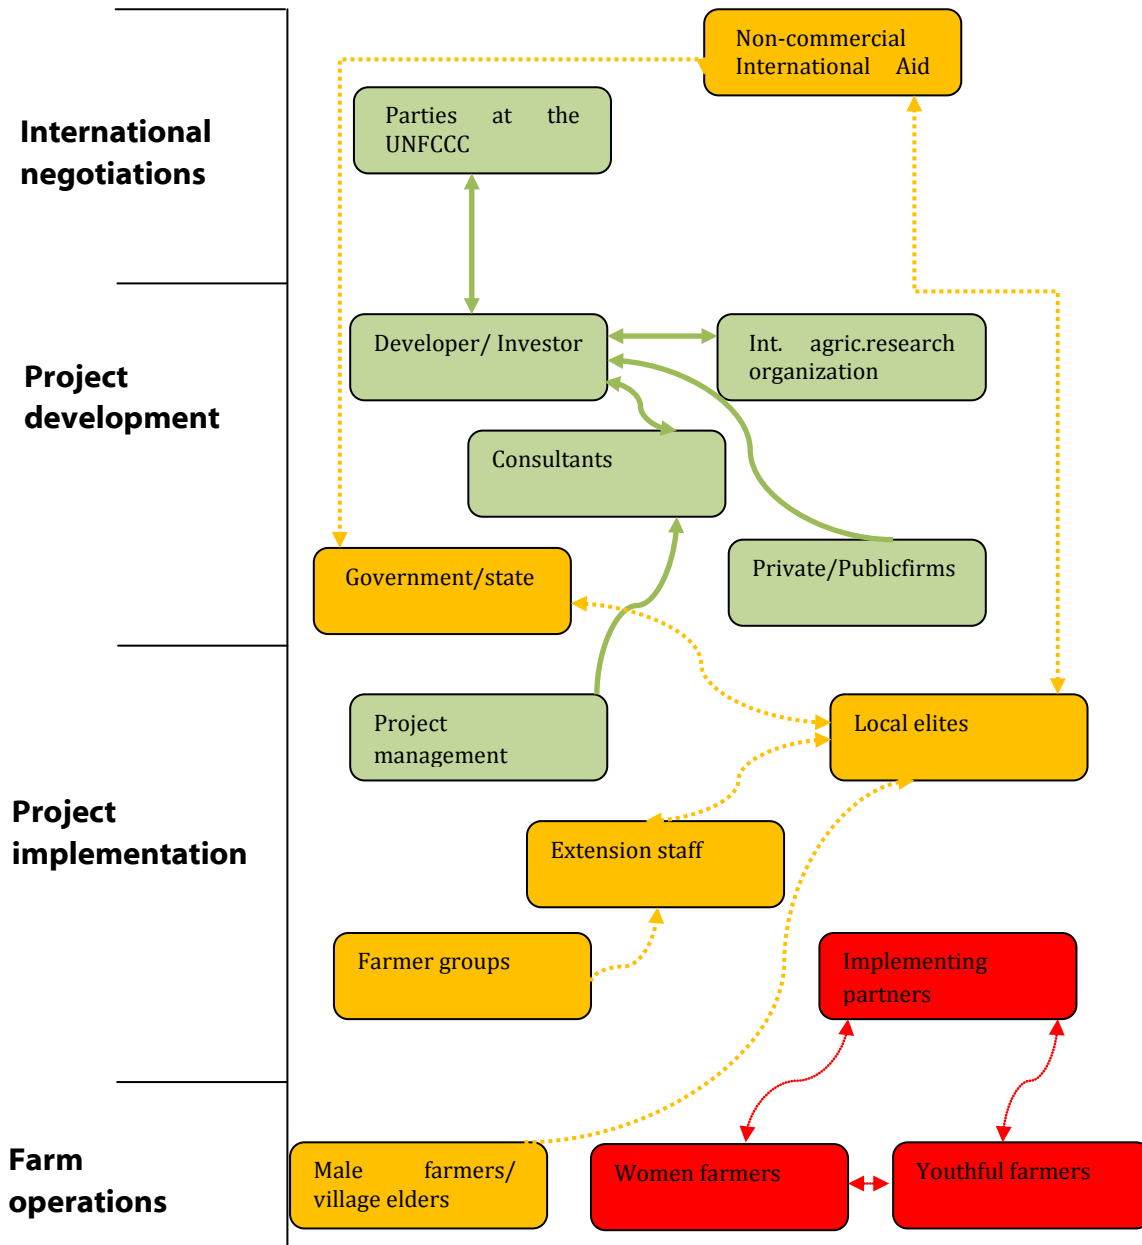 Non-commercial
International Aid
Parties at the
UNFCCC
International
negotiations
Developer/ Investor
Int. agric.research
organization
Project
development
Consultants
Government/state
Private/Publicfirms
Project
management
Local elites
Project
implementation
Extension staff
Farmer groups
Implementing
partners
Farm
operations
Male farmers/
village elders
Women farmers
Youthful farmers